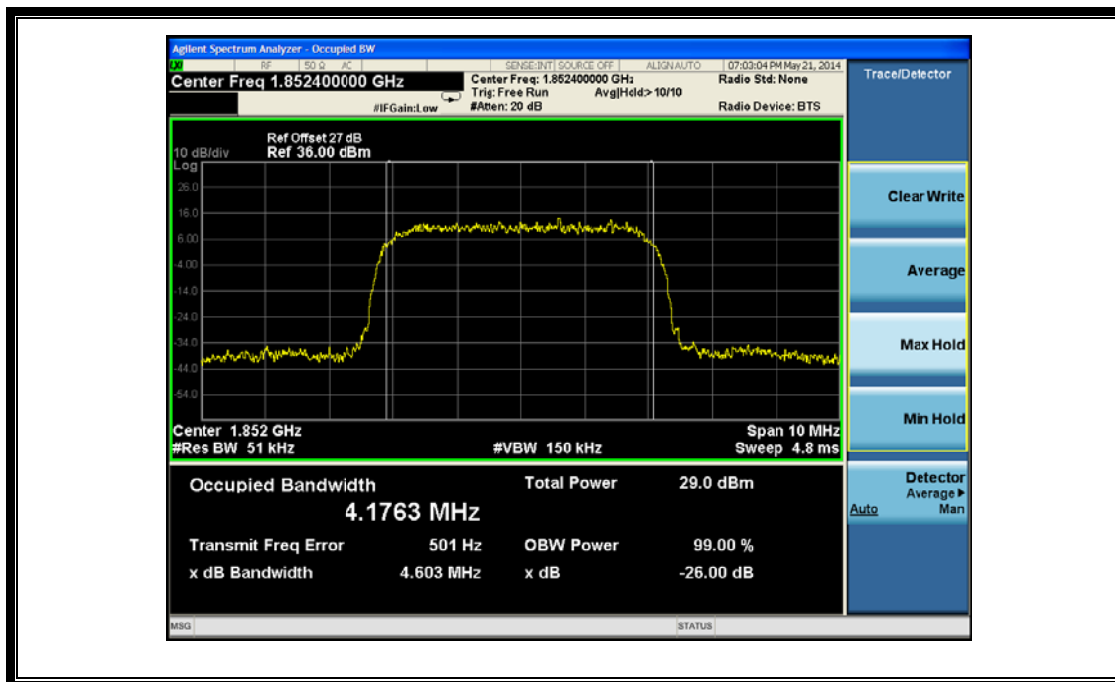 Agilent Spectrum Analyzer - Occupied BW
LXI RF 50 Ω AC SENSE:INT SOURCE OFF ALIGN AUTO 07:03:04 PM May 21, 2014
Center Freq 1.852400000 GHz
Center Freq: 1.852400000 GHz
Radio Std: None
Trig: Free Run Avg|Hold:> 10/10
#IFGain:Low
#Atten: 20 dB
Radio Device: BTS
Trace/Detector
Ref Offset 27 dB
10 dB/div Ref 36.00 dBm
Log
26.0
16.0
6.00
-4.00
-14.0
-24.0
-34.0
-44.0
-54.0
Center 1.852 GHz
Span 10 MHz
#Res BW 51 kHz
#VBW 150 kHz
Sweep 4.8 ms
Occupied Bandwidth
4.1763 MHz
Total Power 29.0 dBm
Transmit Freq Error 501 Hz
OBW Power 99.00 %
x dB Bandwidth 4.603 MHz
x dB -26.00 dB
Clear Write
Average
Max Hold
Min Hold
Detector
Average ▶
Auto Man
MSG
STATUS